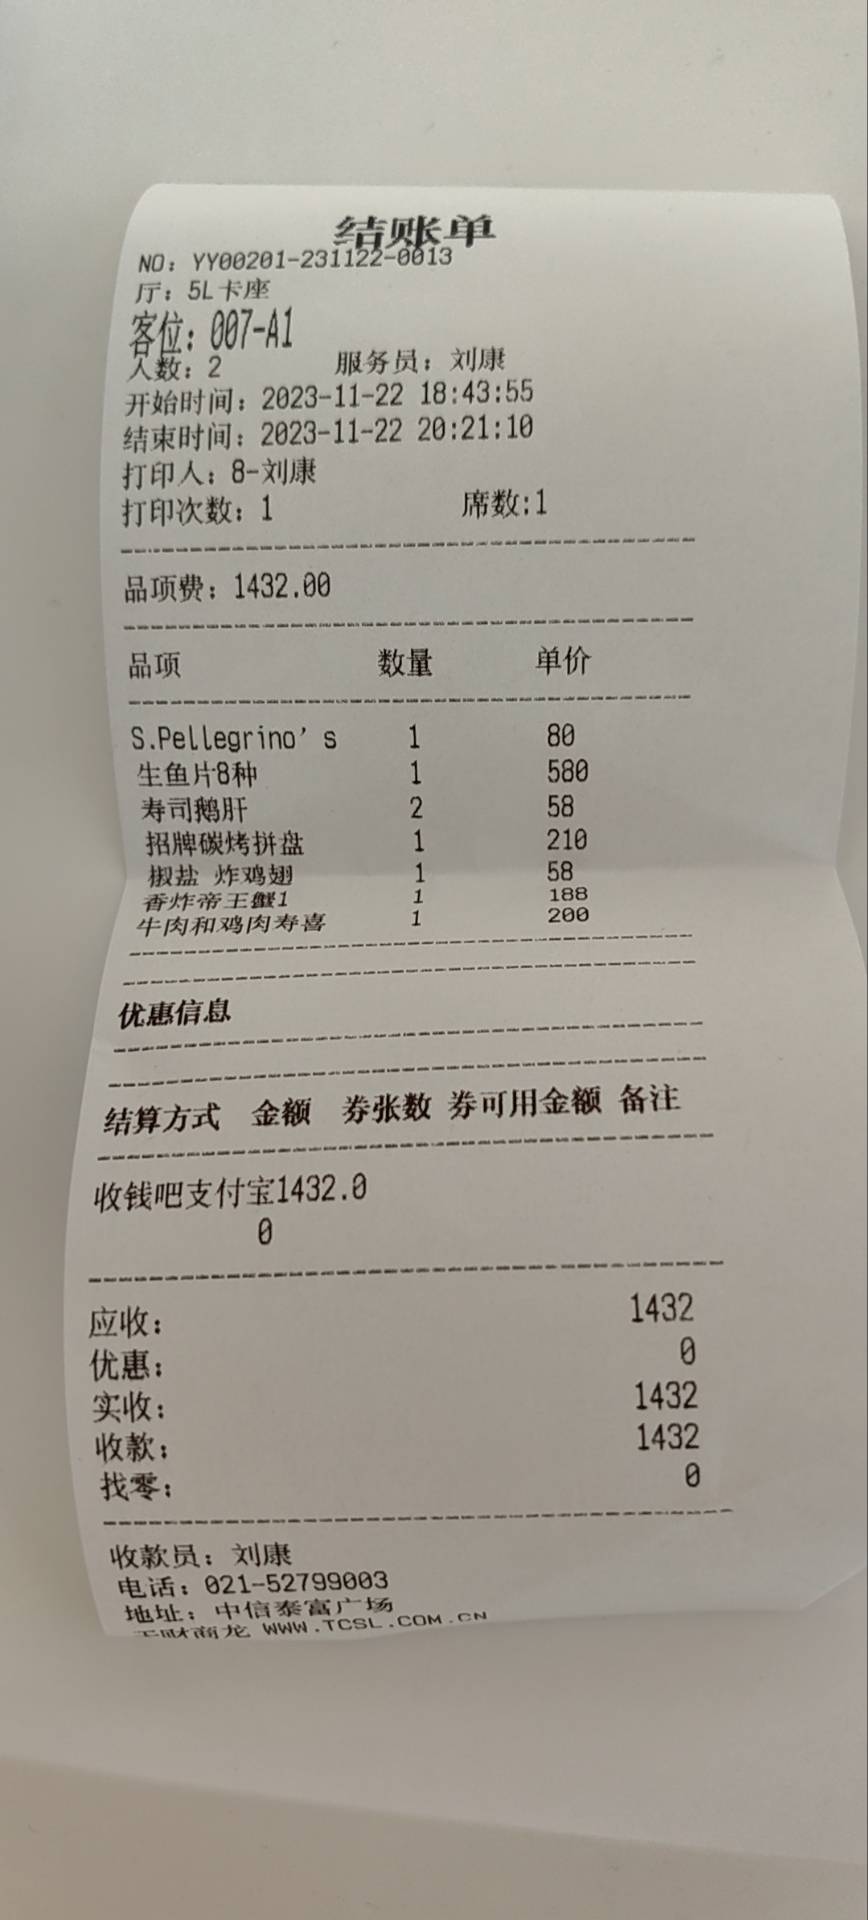 结账单
NO: YY00201-231122-0013
厅: 5L卡座
客位: 007-A1
人数: 2 服务员: 刘康
开始时间: 2023-11-22 18:43:55
结束时间: 2023-11-22 20:21:10
打印人: 8-刘康
打印次数: 1 席数:1
品项费: 1432.00
品项 数量 单价
S.Pellegrino's 1 80
生鱼片8种 1 580
寿司鹅肝 2 58
招牌碳烤拼盘 1 210
椒盐 炸鸡翅 1 58
香炸帝王蟹1 1 188
牛肉和鸡肉寿喜 1 200
优惠信息
结算方式 金额 券张数 券可用金额 备注
收钱吧支付宝1432.0
0
应收: 1432
优惠: 0
实收: 1432
收款: 1432
找零: 0
收款员: 刘康
电话: 021-52799003
地址: 中信泰富广场
天财商龙 WWW.TCSL.COM.CN